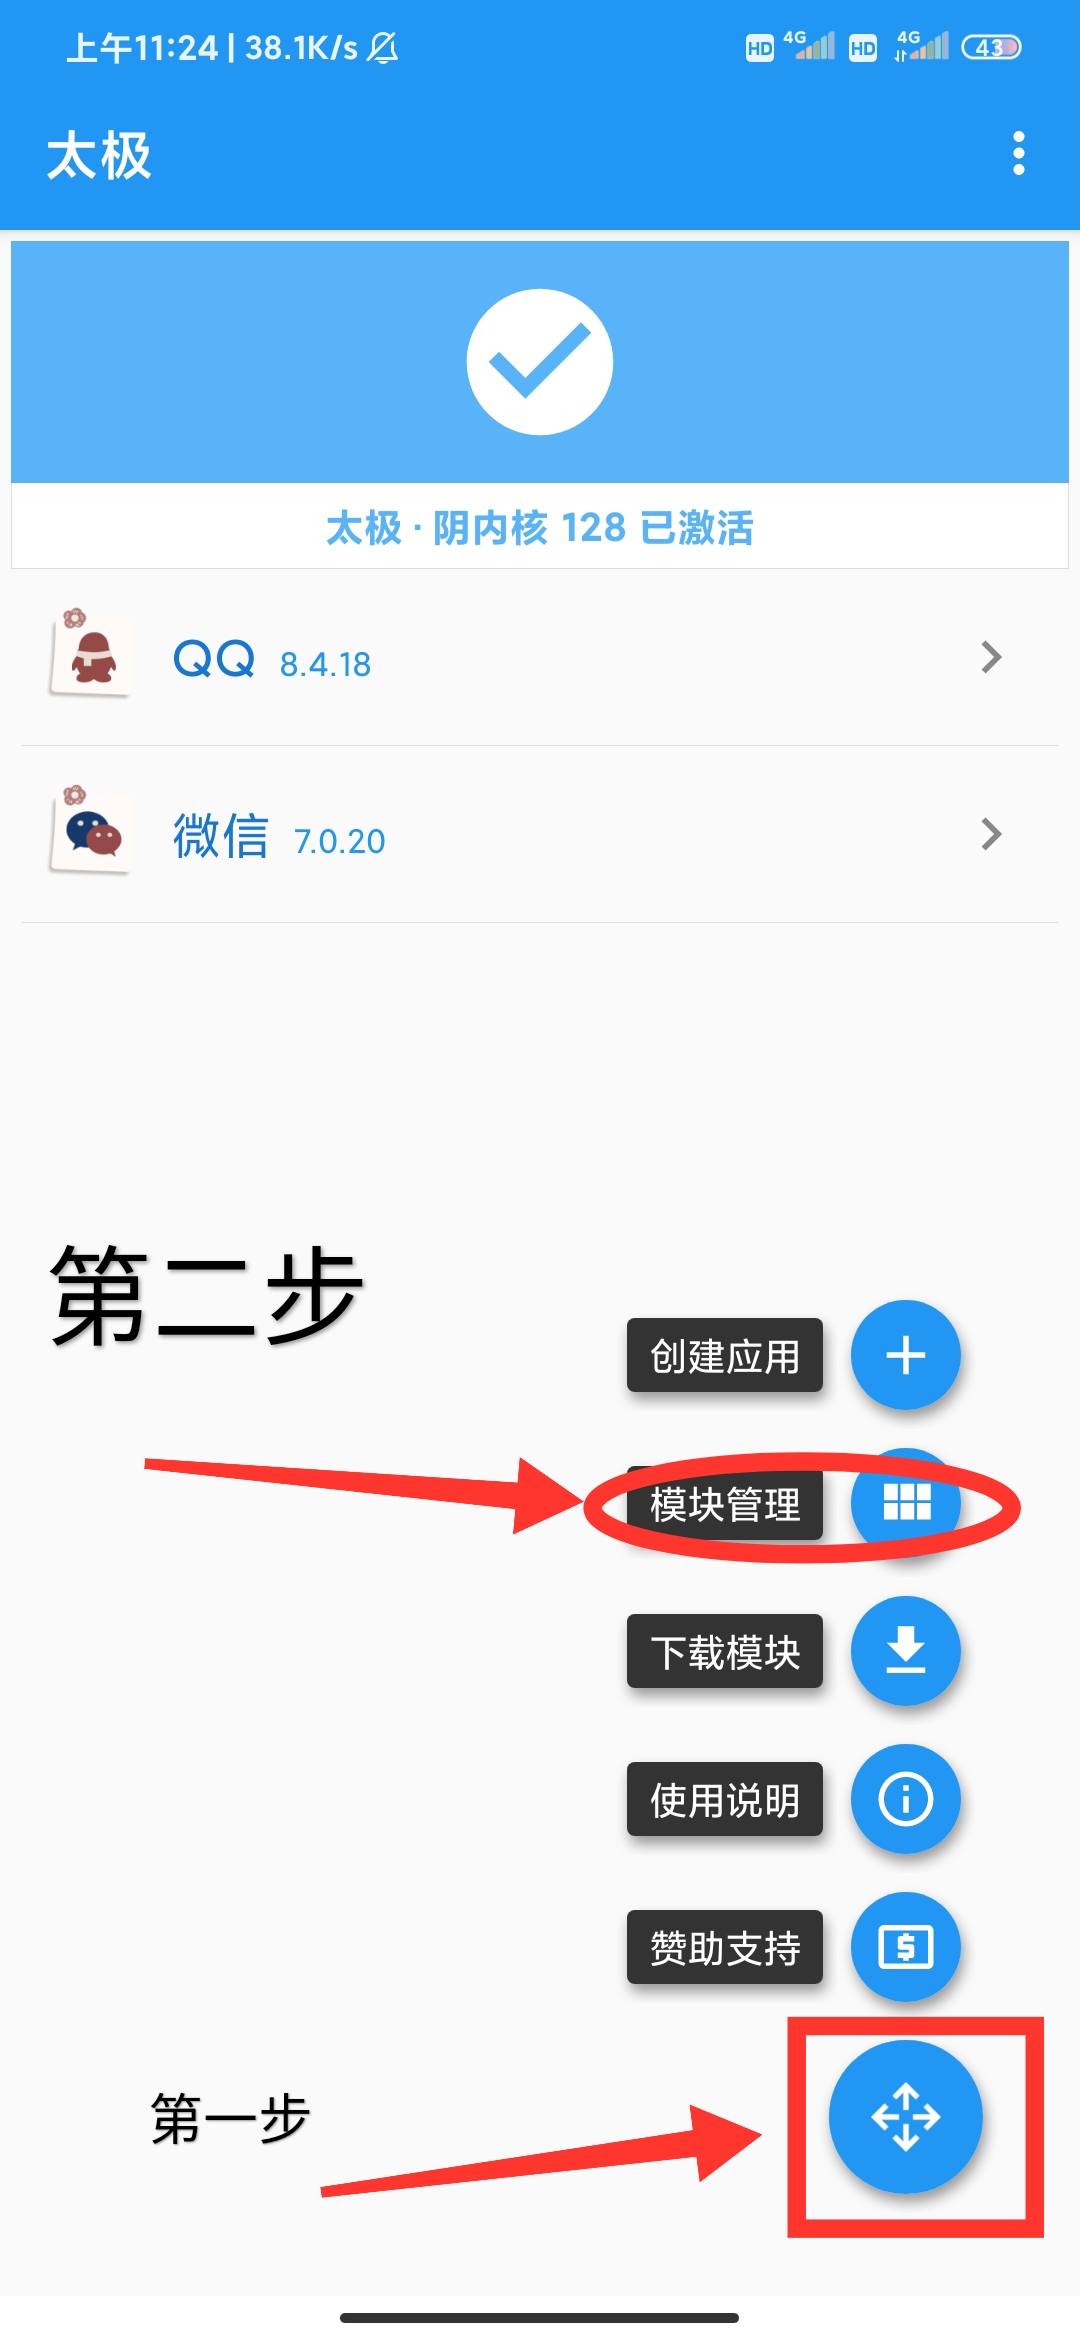 上午11:24 | 38.1K/s HD 4G HD 4G 43
太极
太极 · 阴内核 128 已激活
QQ 8.4.18
微信 7.0.20
第二步
创建应用
模块管理
下载模块
使用说明
赞助支持
第一步